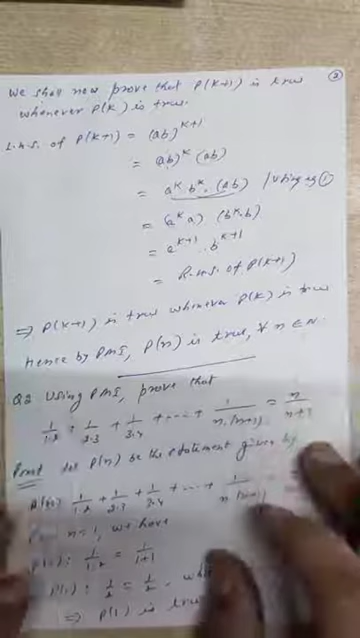 (2)
We shall now prove that P(k+1) is true
whenever P(k) is true.
L.H.S. of P(k+1) = (ab)^{k+1}
= (ab)^k (ab)
= a^k b^k . (ab) [Using eq (1)
= (a^k a) (b^k . b)
= a^{k+1} . b^{k+1}
= R.H.S. of P(k+1)
⇒ P(k+1) is true whenever P(k) is true
Hence by PMI, P(n) is true, ∀ n ∈ N.
Q2 Using PMI, prove that
1/1.2 + 1/2.3 + 1/3.4 + ---- + 1/n.(n+1) = n/n+1
Proof Let P(n) be the statement given by
1/1.2 + 1/2.3 + 1/3.4 + ---- + 1/n.(n+1) =
n=1, we have
P(1): 1/1.2 = 1/1+1
P(1): 1/2 = 1/2,
⇒ P(1) is true